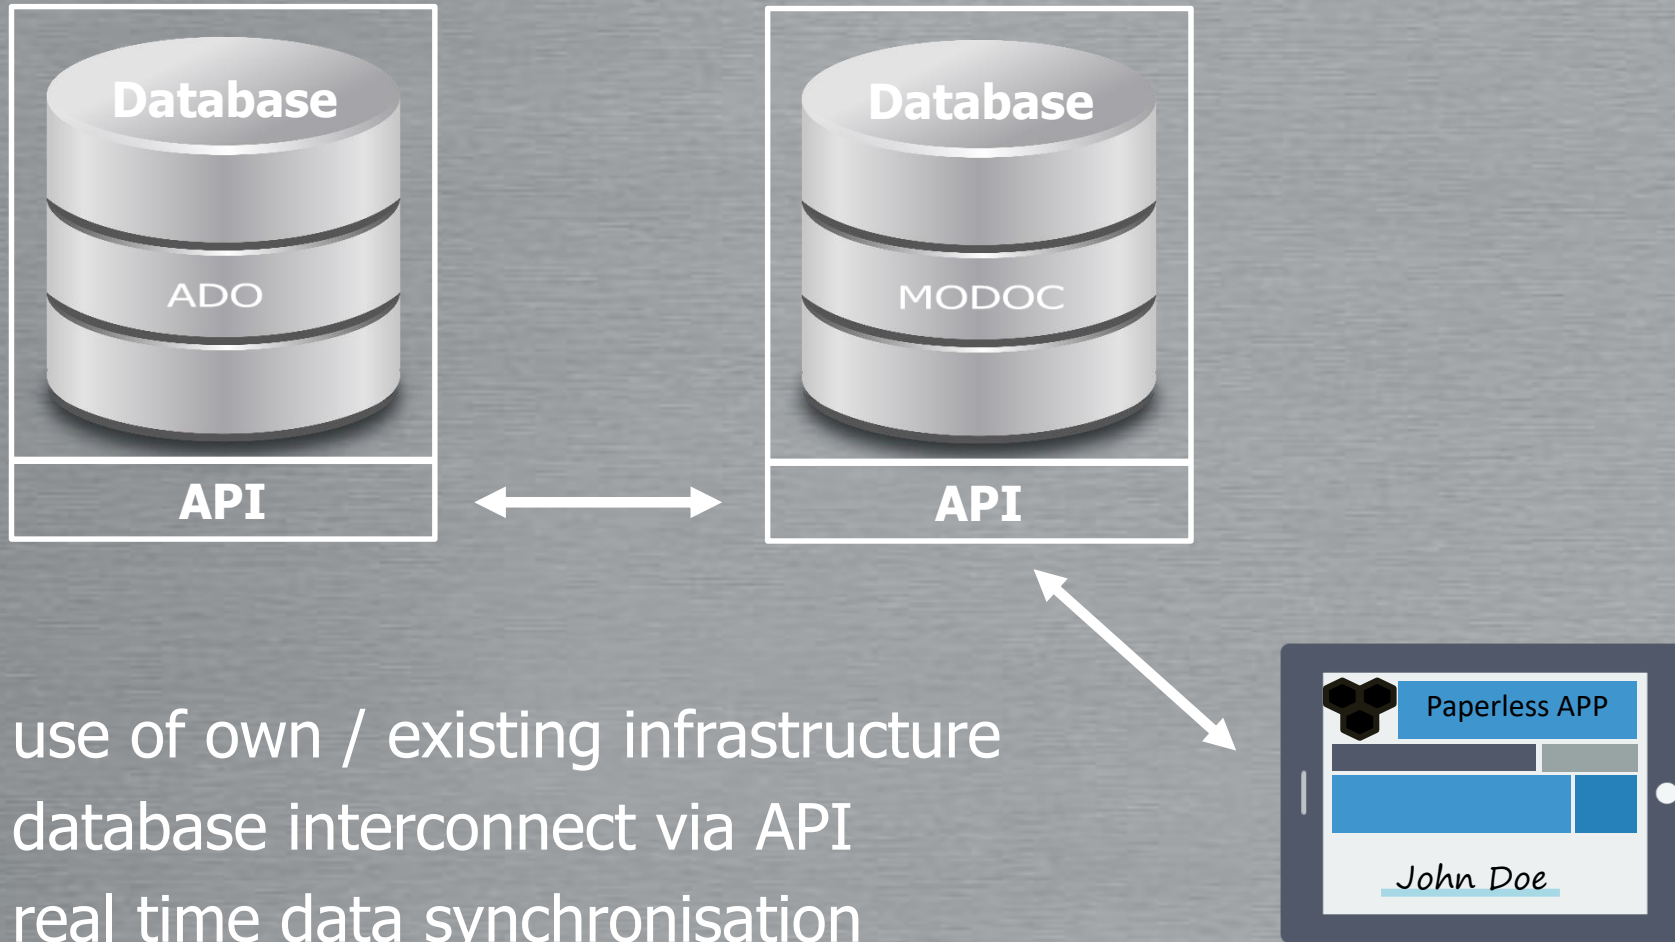 Database
ADO
API
Database
MODOC
API
use of own / existing infrastructure
database interconnect via API
real time data synchronisation
Paperless APP
John Doe